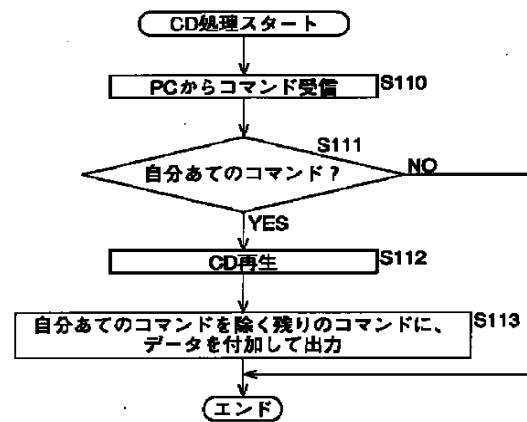 CD処理スタート
PCからコマンド受信
S110
S111
自分あてのコマンド?
NO
YES
CD再生
S112
自分あてのコマンドを除く残りのコマンドに、
データを付加して出力
S113
エンド